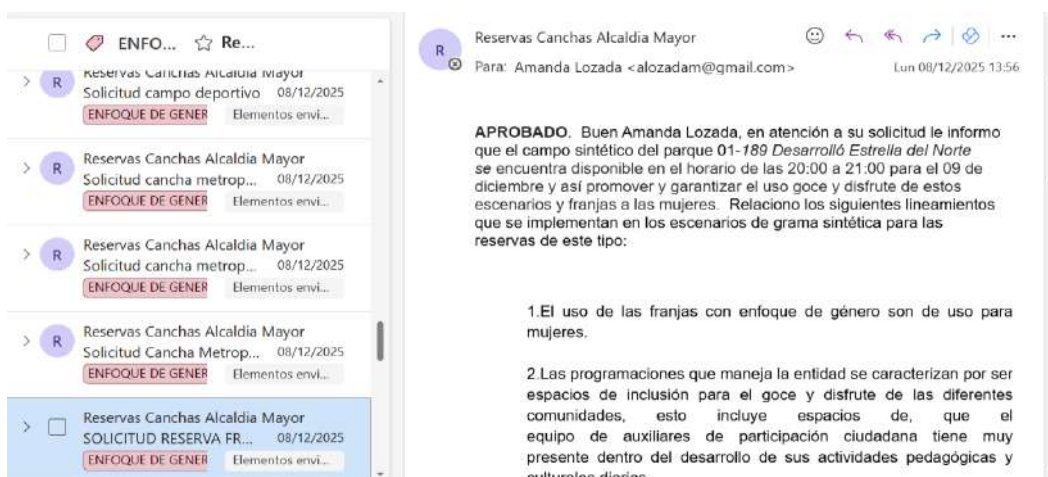 ENFO... Re...
Reservas Canchas Alcaldia Mayor
R
Solicitud campo deportivo 08/12/2025
ENFOQUE DE GENER Elementos envi...
Reservas Canchas Alcaldia Mayor
R
Solicitud cancha metrop... 08/12/2025
ENFOQUE DE GENER Elementos envi...
Reservas Canchas Alcaldia Mayor
R
Solicitud cancha metrop... 08/12/2025
ENFOQUE DE GENER Elementos envi...
Reservas Canchas Alcaldia Mayor
R
Solicitud Cancha Metrop... 08/12/2025
ENFOQUE DE GENER Elementos envi...
Reservas Canchas Alcaldia Mayor
SOLICITUD RESERVA FR... 08/12/2025
ENFOQUE DE GENER Elementos envi...
R
Reservas Canchas Alcaldia Mayor
Para: Amanda Lozada <alozadam@gmail.com> Lun 08/12/2025 13:56
APROBADO. Buen Amanda Lozada, en atención a su solicitud le informo
que el campo sintético del parque 01-189 Desarrolló Estrella del Norte
se encuentra disponible en el horario de las 20:00 a 21:00 para el 09 de
diciembre y así promover y garantizar el uso goce y disfrute de estos
escenarios y franjas a las mujeres. Relaciono los siguientes lineamientos
que se implementan en los escenarios de grama sintética para las
reservas de este tipo:
1.El uso de las franjas con enfoque de género son de uso para
mujeres.
2.Las programaciones que maneja la entidad se caracterizan por ser
espacios de inclusión para el goce y disfrute de las diferentes
comunidades, esto incluye espacios de, que el
equipo de auxiliares de participación ciudadana tiene muy
presente dentro del desarrollo de sus actividades pedagógicas y
culturales diarias